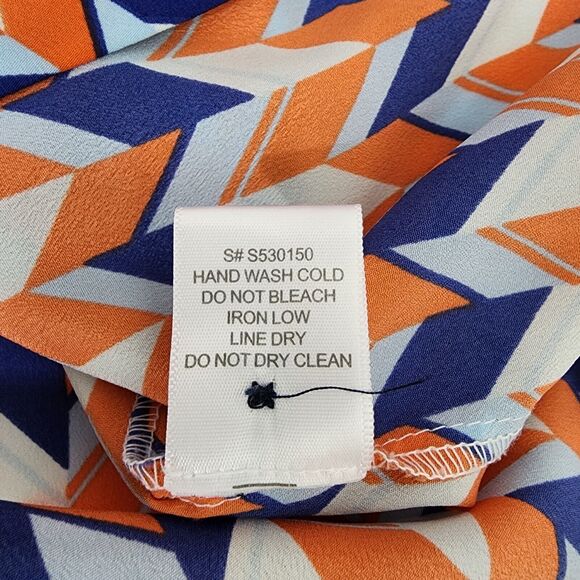 S# S530150
HAND WASH COLD
DO NOT BLEACH
IRON LOW
LINE DRY
DO NOT DRY CLEAN